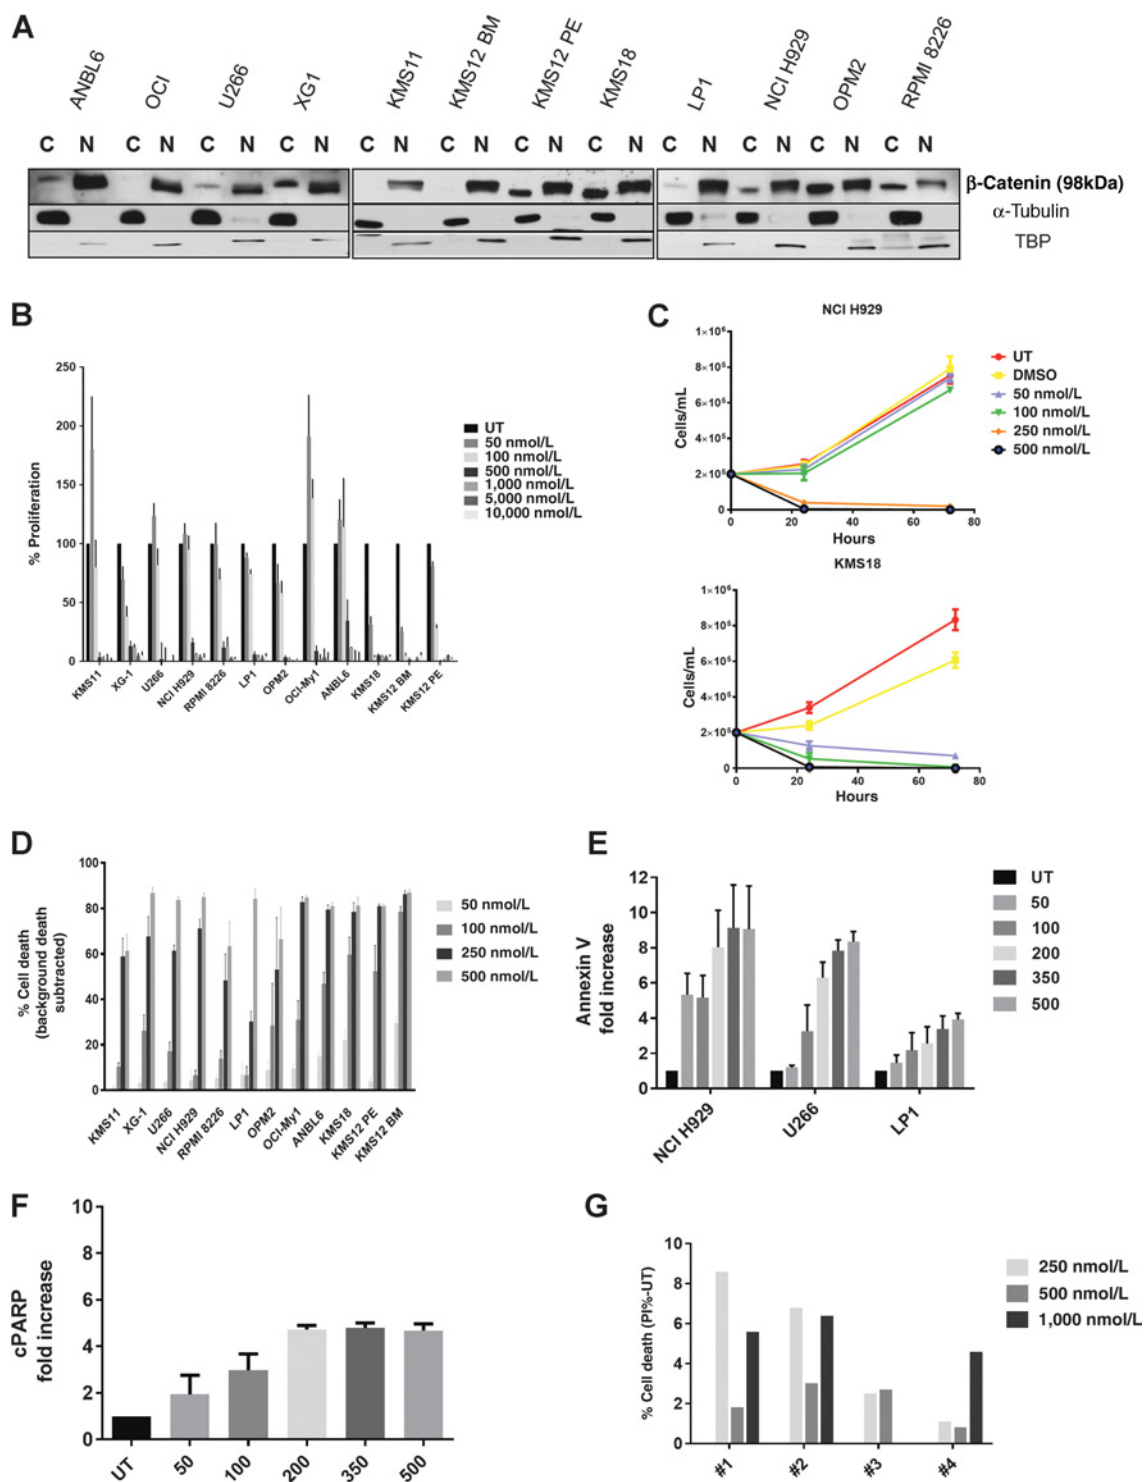 A
ANBL6 OCI U266 XG1 KMS11 KMS12 BM KMS12 PE KMS18 LP1 NCI H929 OPM2 RPMI 8226
C N C N C N C N C N C N C N C N C N C N C N C N
β-Catenin (98kDa)
α-Tubulin
TBP
B
% Proliferation
250
200
150
100
50
0
KMS11 XG-1 U266 NCI H929 RPMI 8226 LP1 OPM2 OCI-My1 ANBL6 KMS18 KMS12 BM KMS12 PE
UT
50 nmol/L
100 nmol/L
500 nmol/L
1,000 nmol/L
5,000 nmol/L
10,000 nmol/L
C
NCI H929
Cells/mL
1×10⁶
8×10⁵
6×10⁵
4×10⁵
2×10⁵
0
0 20 40 60 80
Hours
UT
DMSO
50 nmol/L
100 nmol/L
250 nmol/L
500 nmol/L
KMS18
Cells/mL
1×10⁶
8×10⁵
6×10⁵
4×10⁵
2×10⁵
0
0 20 40 60 80
Hours
D
% Cell death
(background death
subtracted)
100
80
60
40
20
0
KMS11 XG-1 U266 NCI H929 RPMI 8226 LP1 OPM2 OCI-My1 ANBL6 KMS18 KMS12 PE KMS12 BM
50 nmol/L
100 nmol/L
250 nmol/L
500 nmol/L
E
Annexin V
fold increase
12
10
8
6
4
2
0
NCI H929 U266 LP1
UT
50
100
200
350
500
F
cPARP
fold increase
10
8
6
4
2
0
UT 50 100 200 350 500
G
% Cell death (PI%-UT)
10
8
6
4
2
0
#1 #2 #3 #4
250 nmol/L
500 nmol/L
1,000 nmol/L